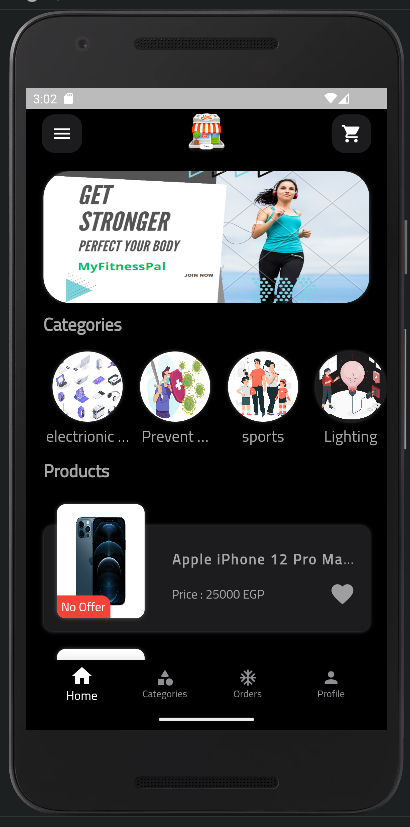 3:02
GET
STRONGER
PERFECT YOUR BODY
MyFitnessPal
JOIN NOW
Categories
electrionic ...
Prevent ...
sports
Lighting
Products
Apple iPhone 12 Pro Ma...
Price : 25000 EGP
No Offer
Home
Categories
Orders
Profile